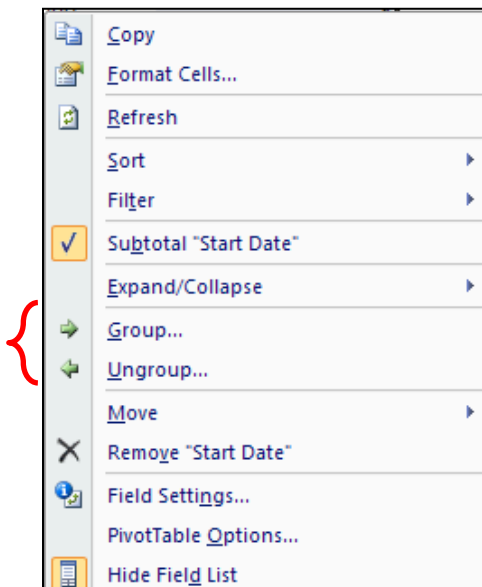 Copy
Format Cells...
Refresh
Sort
Filter
Subtotal "Start Date"
Expand/Collapse
Group...
Ungroup...
Move
Remove "Start Date"
Field Settings...
PivotTable Options...
Hide Field List